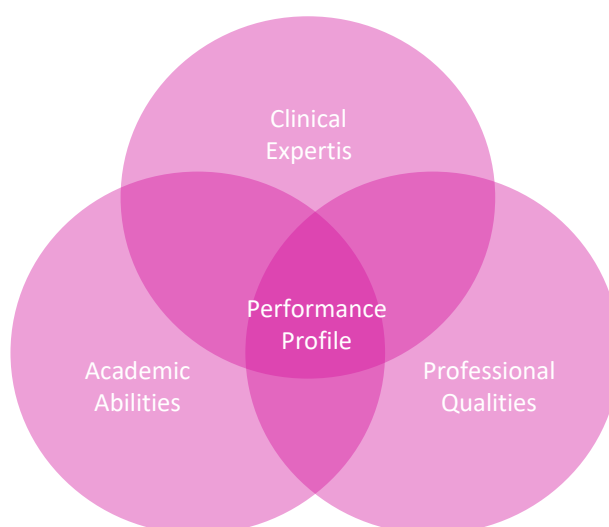 Clinical
Expertis
Performance
Profile
Academic
Abilities
Professional
Qualities